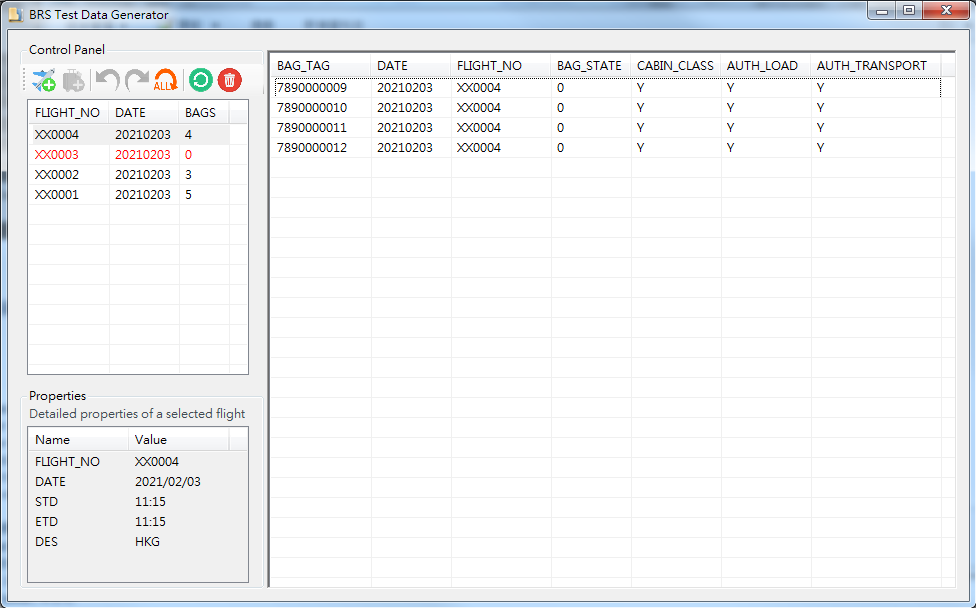 BRS Test Data Generator
Control Panel
ALL
FLIGHT_NO DATE BAGS
XX0004 20210203 4
XX0003 20210203 0
XX0002 20210203 3
XX0001 20210203 5
Properties
Detailed properties of a selected flight
Name Value
FLIGHT_NO XX0004
DATE 2021/02/03
STD 11:15
ETD 11:15
DES HKG
BAG_TAG DATE FLIGHT_NO BAG_STATE CABIN_CLASS AUTH_LOAD AUTH_TRANSPORT
7890000009 20210203 XX0004 0 Y Y Y
7890000010 20210203 XX0004 0 Y Y Y
7890000011 20210203 XX0004 0 Y Y Y
7890000012 20210203 XX0004 0 Y Y Y